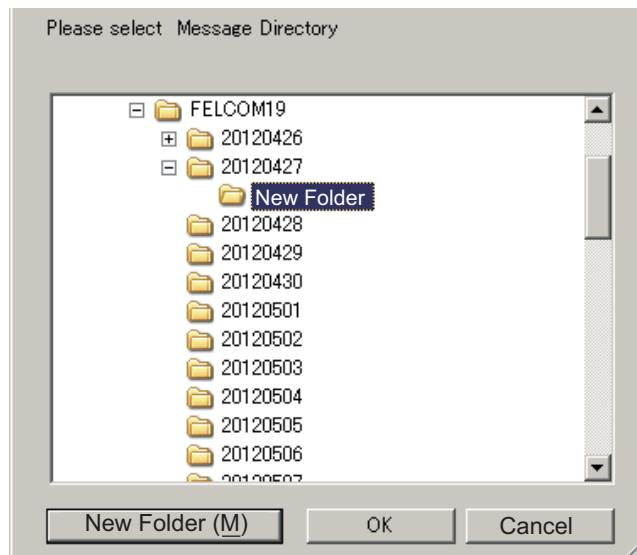 Please select Message Directory
FELCOM19
20120426
20120427
New Folder
20120428
20120429
20120430
20120501
20120502
20120503
20120504
20120505
20120506
New Folder (M)
OK
Cancel